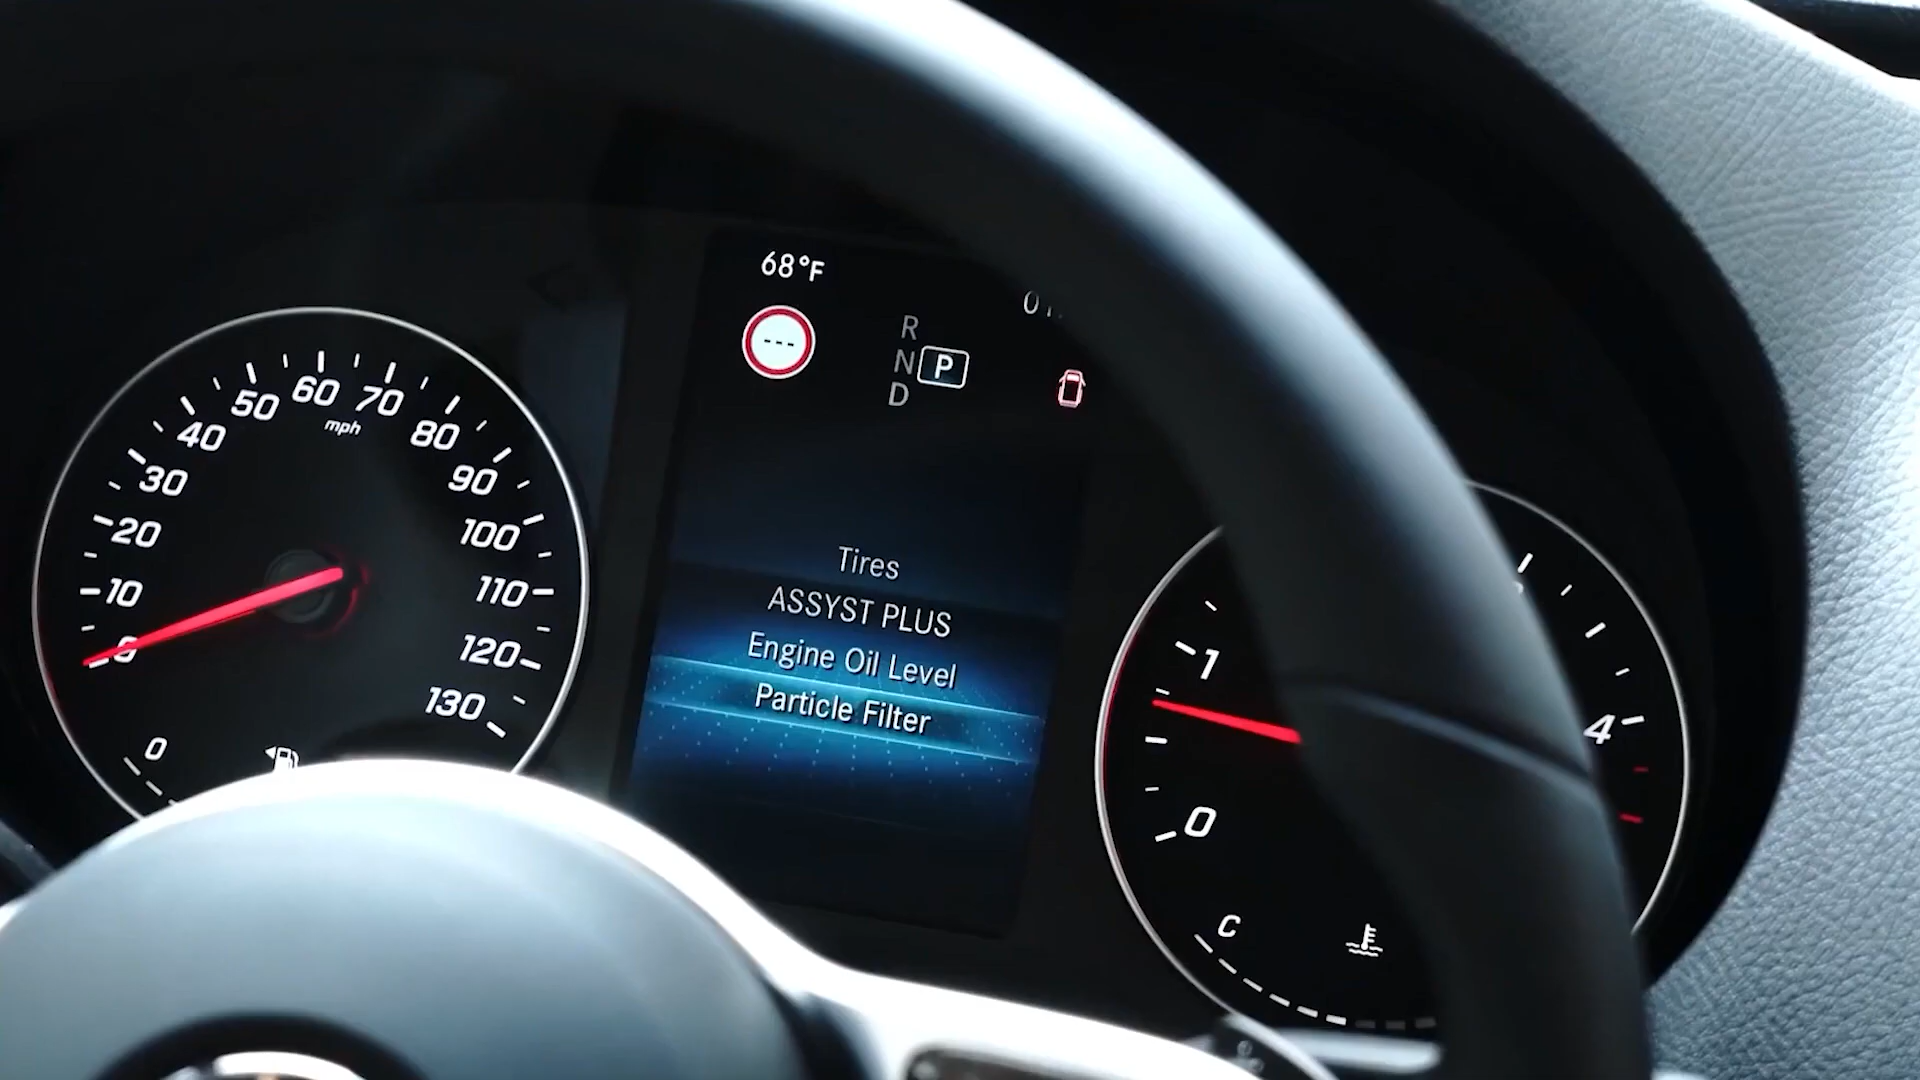 68°F
---
R
N
P
D
Tires
ASSYST PLUS
Engine Oil Level
Particle Filter
0
10
20
30
40
50
60
70
80
90
100
110
120
130
mph
0
1
0
4
C